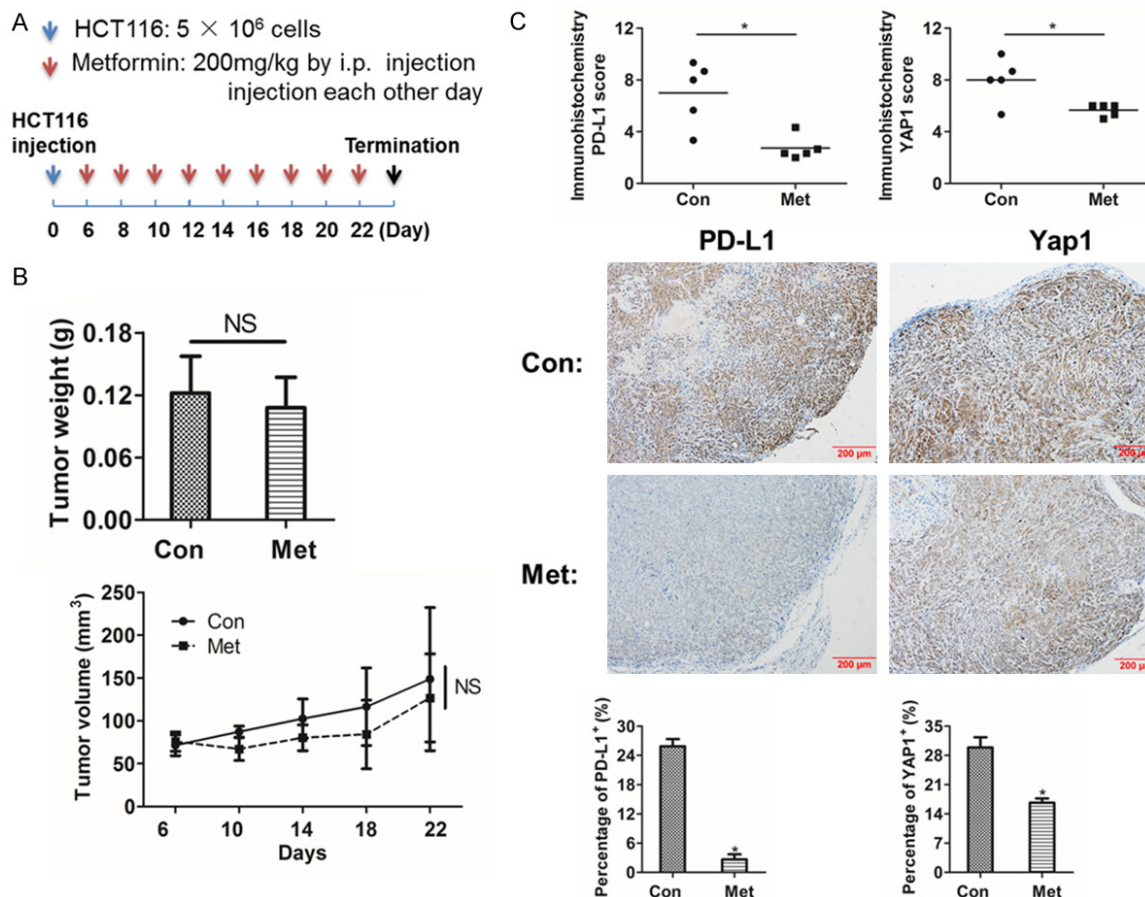 A
HCT116: 5 × 10⁶ cells
Metformin: 200mg/kg by i.p. injection
injection each other day
HCT116
injection
Termination
0 6 8 10 12 14 16 18 20 22 (Day)
B
Tumor weight (g)
0.18
0.12
0.06
0.00
NS
Con Met
Tumor volume (mm³)
250
200
150
100
50
0
Con
Met
NS
6 10 14 18 22
Days
C
Immunohistochemistry
PD-L1 score
12
8
4
0
*
Con Met
Immunohistochemistry
YAP1 score
12
8
4
0
*
Con Met
PD-L1 Yap1
Con:
200 µm 200 µm
Met:
200 µm 200 µm
Percentage of PD-L1⁺ (%)
30
24
18
12
6
0
*
Con Met
Percentage of YAP1⁺ (%)
35
28
21
14
7
0
*
Con Met